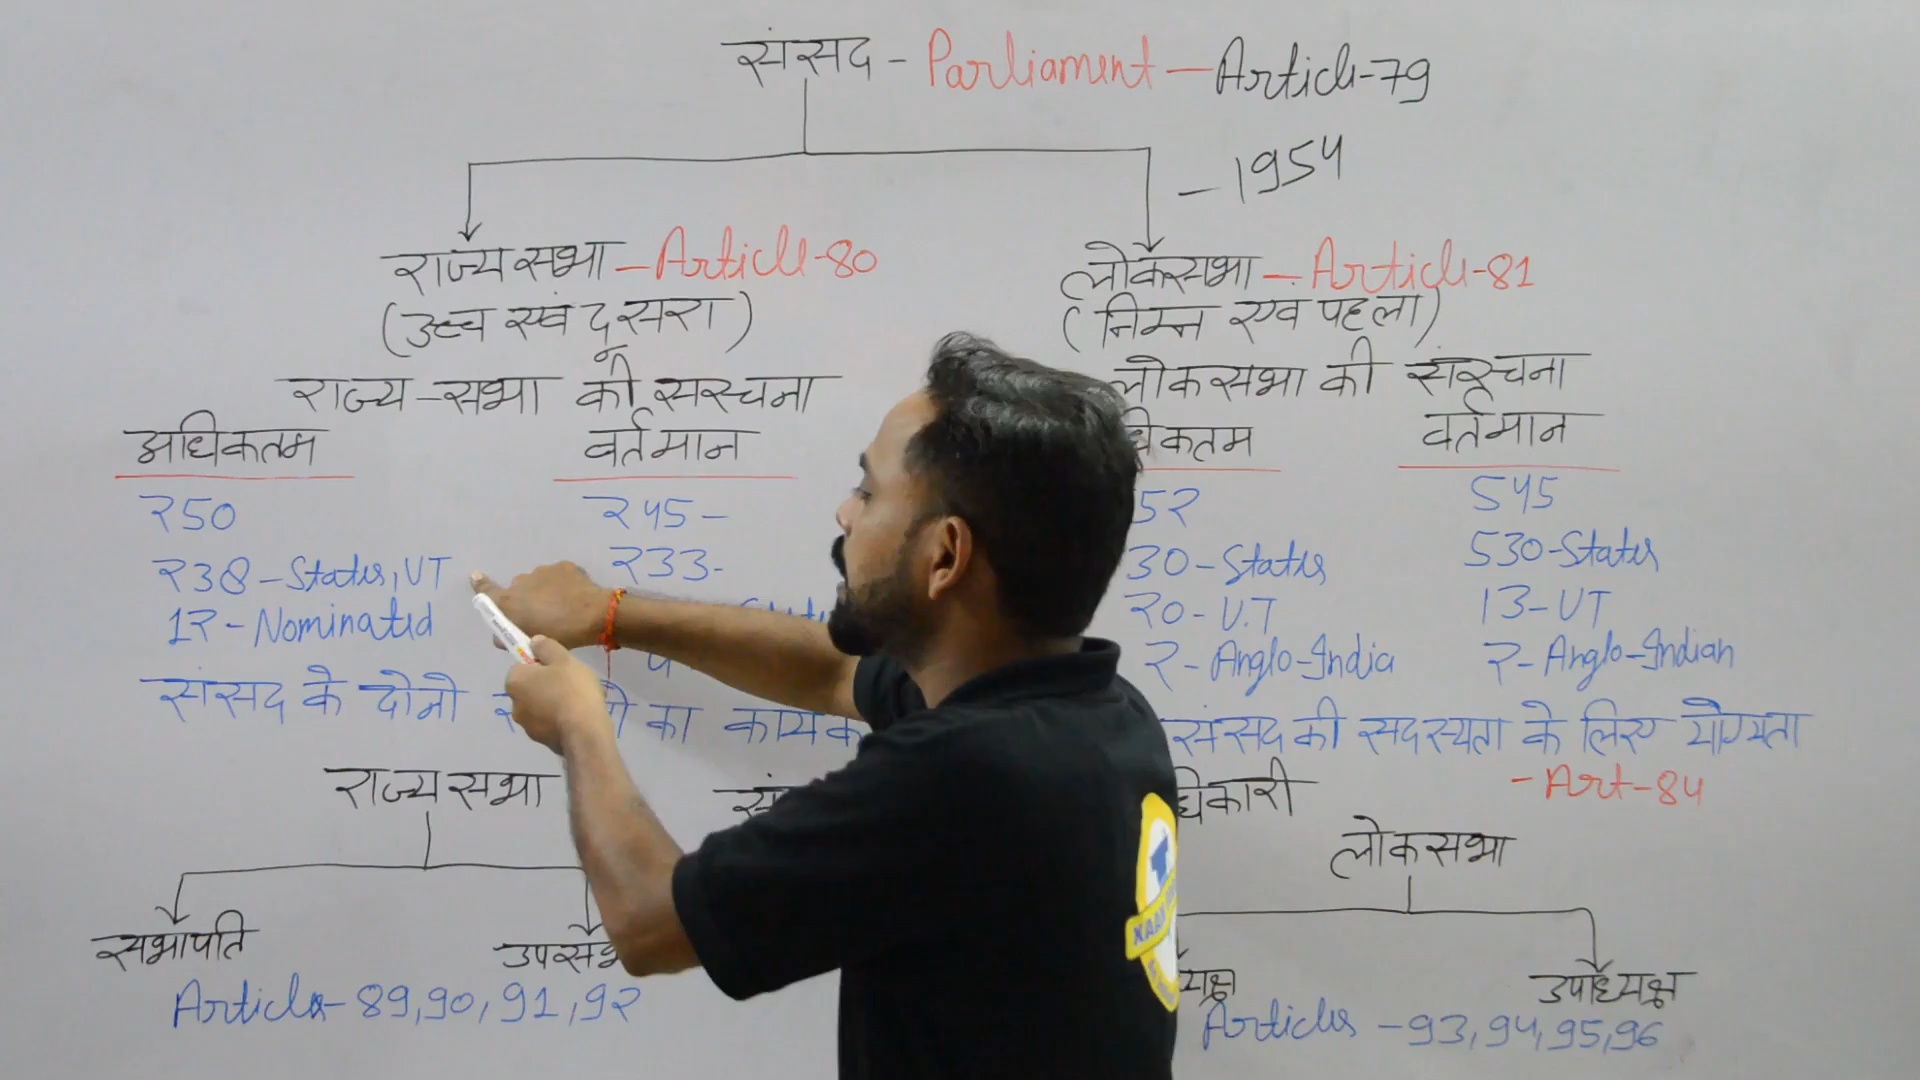 संसद - Parliament - Article-79
- 1954
राज्यसभा - Article-80
(उच्च एवं दूसरा)
राज्य-सभा की संरचना
अधिकतम
वर्तमान
250
245 -
238 - States, UT
233 -
12 - Nominated
संसद के दोनो
का
राज्यसभा
सभापति
Article - 89,90,91,92
लोकसभा - Article-81
(निम्न एवं पहला)
लोकसभा की संरचना
वर्तमान
52
545
30 - States
530 - States
20 - U.T
13 - UT
2 - Anglo-India
2 - Anglo-Indian
संसद की सदस्यता के लिए योग्यता
- Art-84
लोकसभा
उपाध्यक्ष
Articles - 93,94,95,96